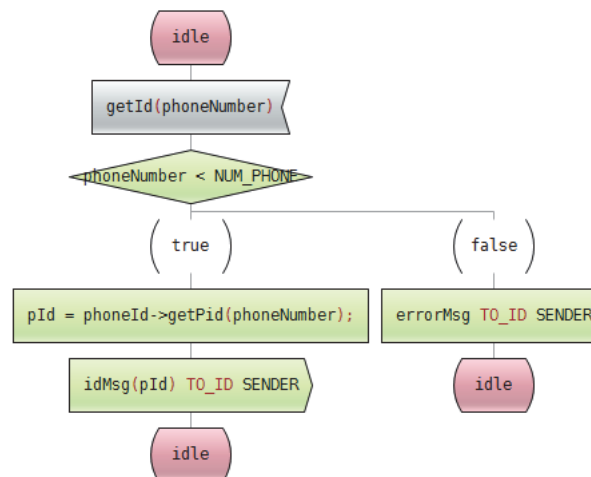 idle
getId(phoneNumber)
phoneNumber < NUM_PHONE
true
false
pId = phoneId->getPid(phoneNumber);
errorMsg TO_ID SENDER
idMsg(pId) TO_ID SENDER
idle
idle